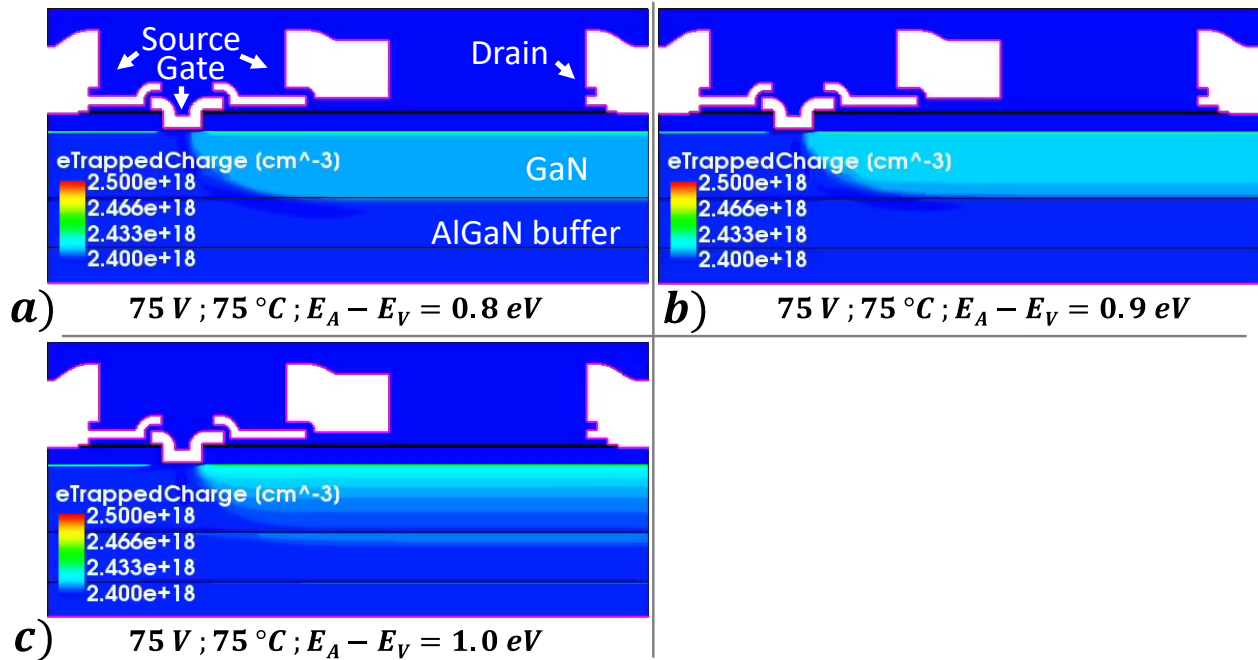 Source
Gate
Drain
eTrappedCharge (cm^-3)
2.500e+18
2.466e+18
2.433e+18
2.400e+18
GaN
AlGaN buffer
a) 75 V ; 75 °C ; E_A − E_V = 0.8 eV
eTrappedCharge (cm^-3)
2.500e+18
2.466e+18
2.433e+18
2.400e+18
b) 75 V ; 75 °C ; E_A − E_V = 0.9 eV
eTrappedCharge (cm^-3)
2.500e+18
2.466e+18
2.433e+18
2.400e+18
c) 75 V ; 75 °C ; E_A − E_V = 1.0 eV